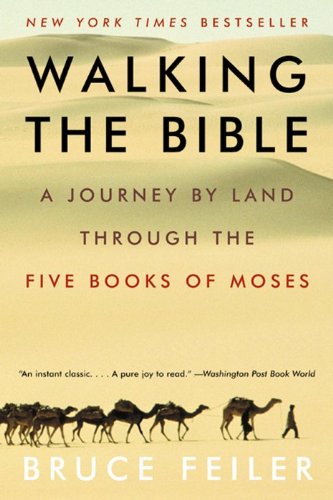 NEW YORK TIMES BESTSELLER
WALKING
THE BIBLE
A JOURNEY BY LAND
THROUGH THE
FIVE BOOKS OF MOSES
"An instant classic. . . . A pure joy to read." —Washington Post Book World
BRUCE FEILER